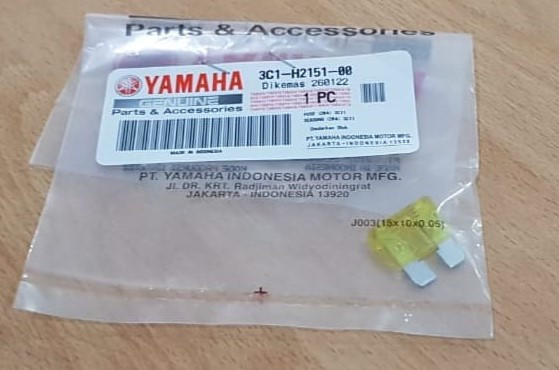 Parts & Accessories
YAMAHA
GENUINE
Parts & Accessories
3C1-H2151-00
Dikemas 260122
1 PC
FUSE (20A)
PT.YAMAHA INDONESIA MOTOR MFG.
JAKARTA-INDONESIA
MADE IN INDONESIA
PT. YAMAHA INDONESIA MOTOR MFG.
JL. DR. KRT. Radjiman Widyodiningrat
JAKARTA - INDONESIA 13920
J003(15x10x0.05)